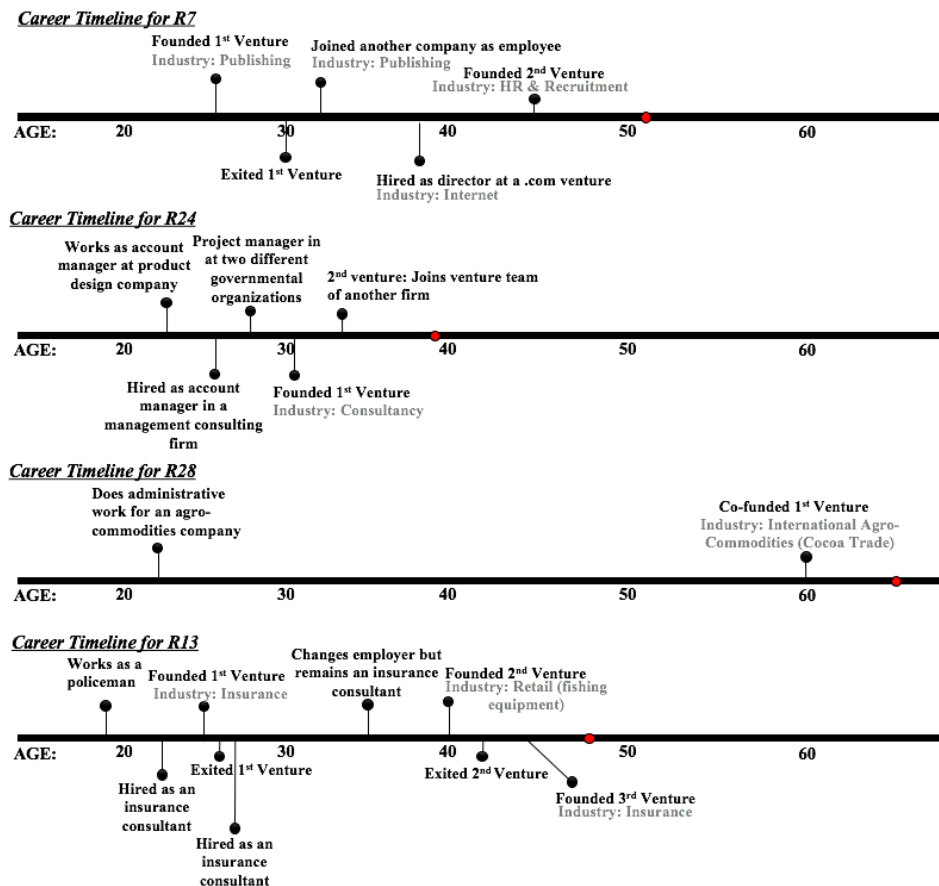 Career Timeline for R7
Founded 1st Venture
Industry: Publishing
Joined another company as employee
Industry: Publishing
Founded 2nd Venture
Industry: HR & Recruitment
AGE: 20 30 40 50 60
Exited 1st Venture
Hired as director at a .com venture
Industry: Internet
Career Timeline for R24
Works as account
manager at product
design company
Project manager in
at two different
governmental
organizations
2nd venture: Joins venture team
of another firm
AGE: 20 30 40 50 60
Hired as account
manager in a
management consulting
firm
Founded 1st Venture
Industry: Consultancy
Career Timeline for R28
Does administrative
work for an agro-
commodities company
Co-funded 1st Venture
Industry: International Agro-
Commodities (Cocoa Trade)
AGE: 20 30 40 50 60
Career Timeline for R13
Works as a
policeman
Founded 1st Venture
Industry: Insurance
Changes employer but
remains an insurance
consultant
Founded 2nd Venture
Industry: Retail (fishing
equipment)
AGE: 20 30 40 50 60
Hired as an
insurance
consultant
Exited 1st Venture
Hired as an
insurance
consultant
Exited 2nd Venture
Founded 3rd Venture
Industry: Insurance